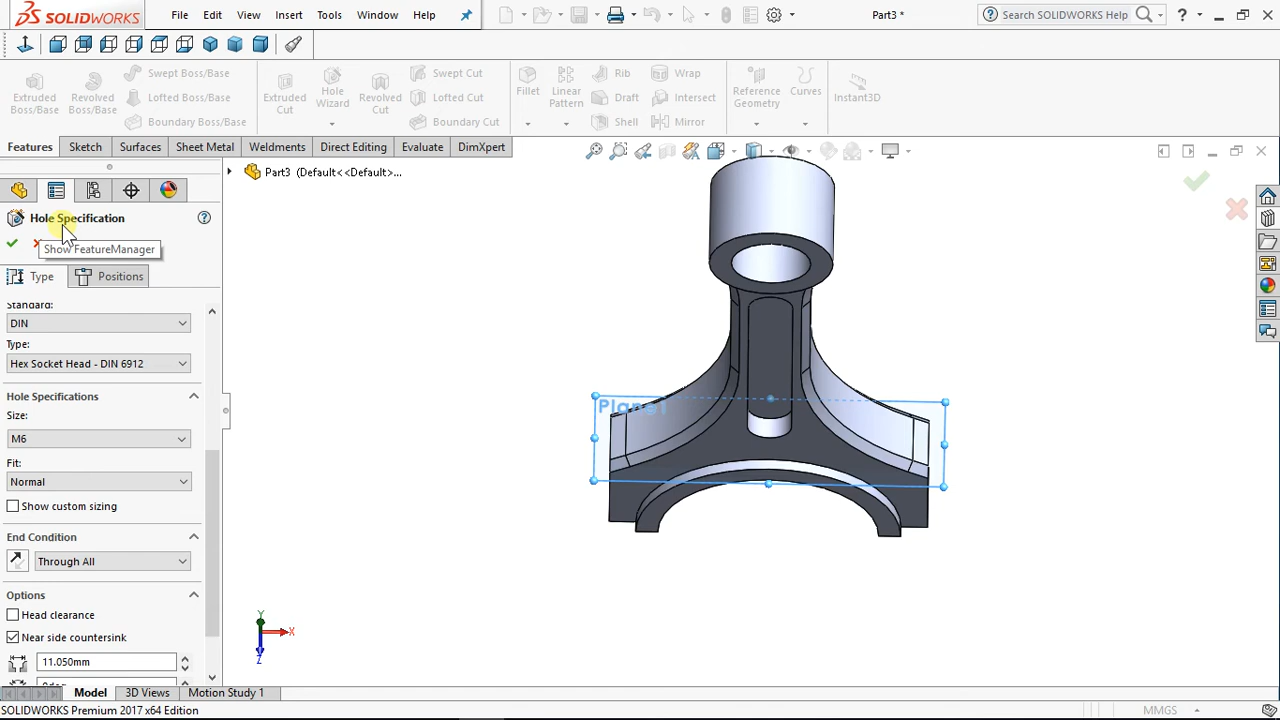 SOLIDWORKS
File
Edit
View
Insert
Tools
Window
Help
Part3 *
Search SOLIDWORKS Help
?
Extruded Boss/Base
Revolved Boss/Base
Swept Boss/Base
Lofted Boss/Base
Boundary Boss/Base
Extruded Cut
Hole Wizard
Revolved Cut
Swept Cut
Lofted Cut
Boundary Cut
Fillet
Linear Pattern
Rib
Draft
Shell
Wrap
Intersect
Mirror
Reference Geometry
Curves
Instant3D
Features
Sketch
Surfaces
Sheet Metal
Weldments
Direct Editing
Evaluate
DimXpert
Part3 (Default<<Default>...
Hole Specification
?
Show FeatureManager
Type
Positions
Standard:
DIN
Type:
Hex Socket Head - DIN 6912
Hole Specifications
Size:
M6
Fit:
Normal
Show custom sizing
End Condition
Through All
Options
Head clearance
Near side countersink
11.050mm
Plane1
Y
X
Z
Model
3D Views
Motion Study 1
SOLIDWORKS Premium 2017 x64 Edition
MMGS